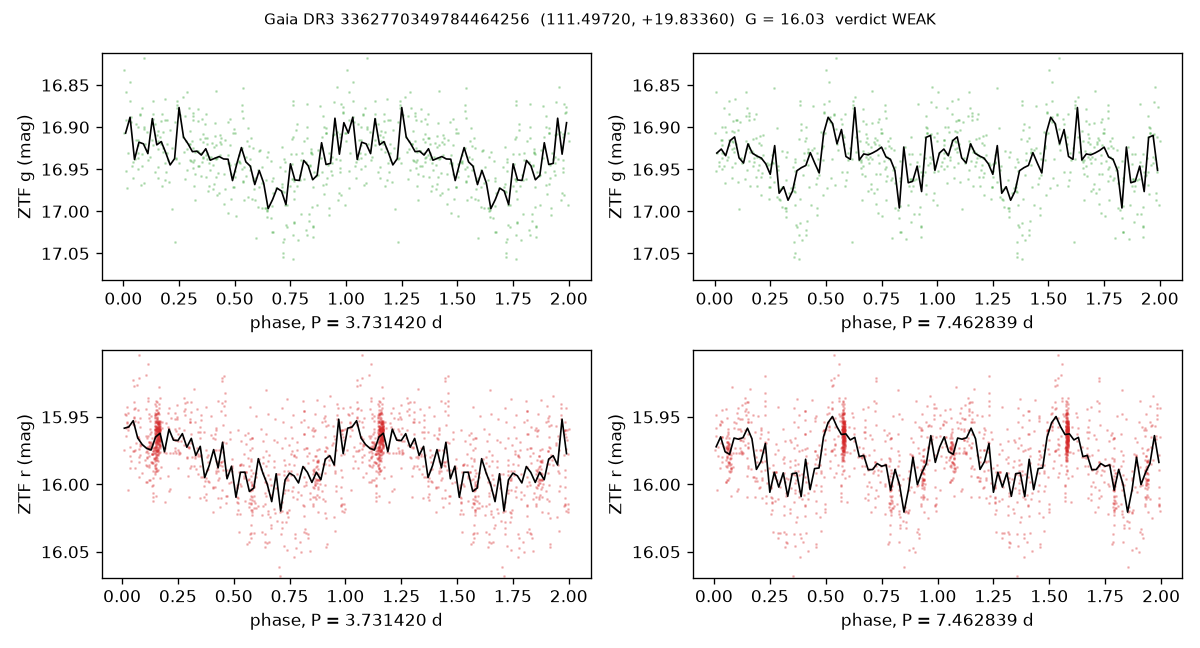 Gaia DR3 3362770349784464256 (111.49720, +19.83360) G = 16.03 verdict WEAK
16.85
16.90
16.95
17.00
17.05
ZTF g (mag)
0.00 0.25 0.50 0.75 1.00 1.25 1.50 1.75 2.00
phase, P = 3.731420 d
16.85
16.90
16.95
17.00
17.05
ZTF g (mag)
0.00 0.25 0.50 0.75 1.00 1.25 1.50 1.75 2.00
phase, P = 7.462839 d
15.95
16.00
16.05
ZTF r (mag)
0.00 0.25 0.50 0.75 1.00 1.25 1.50 1.75 2.00
phase, P = 3.731420 d
15.95
16.00
16.05
ZTF r (mag)
0.00 0.25 0.50 0.75 1.00 1.25 1.50 1.75 2.00
phase, P = 7.462839 d